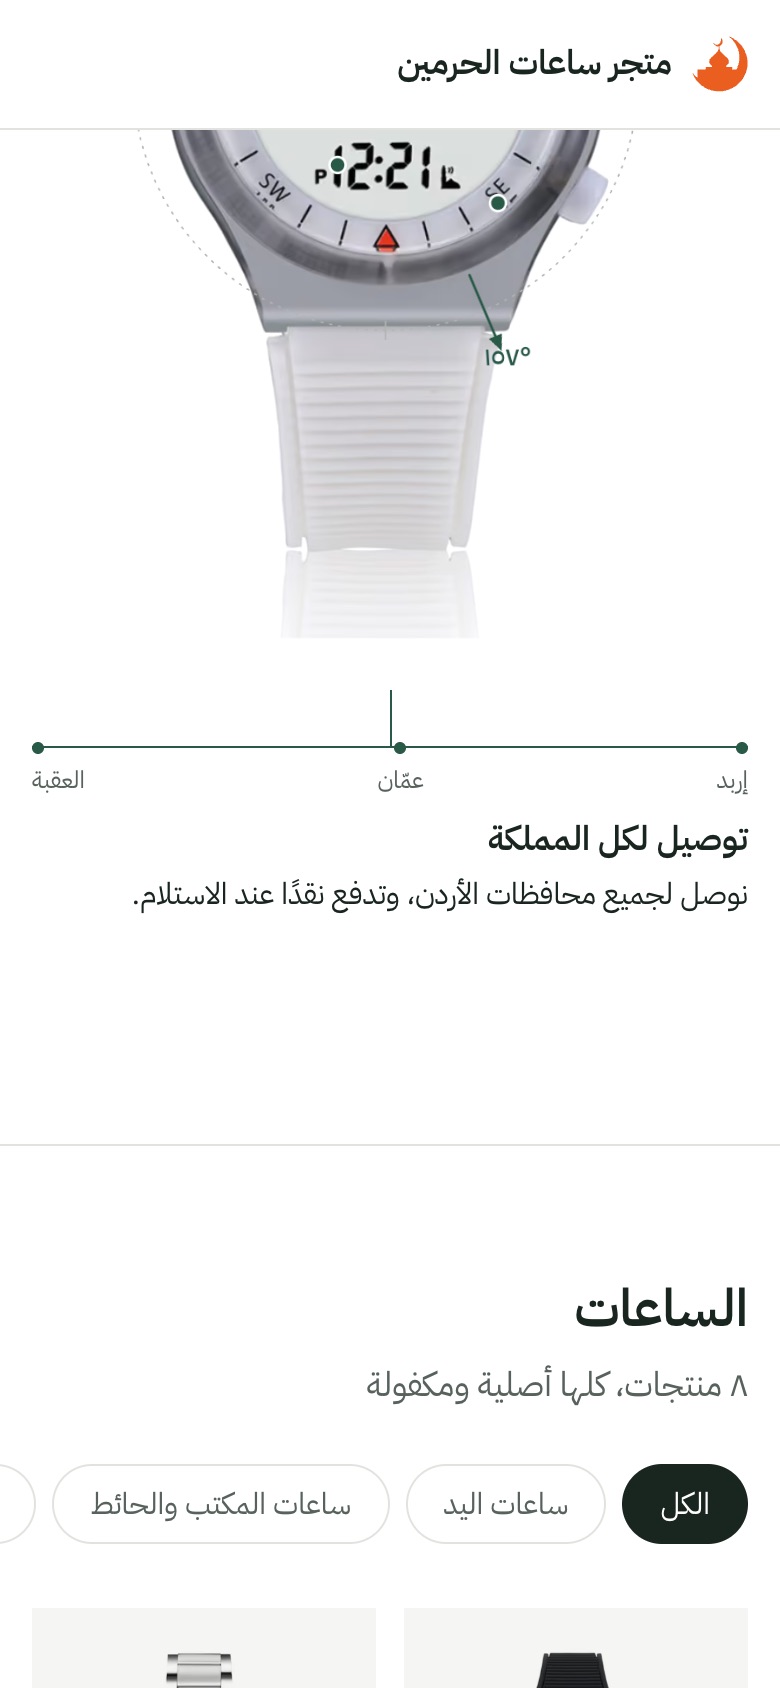 متجر ساعات الحرمين
P 12:21
SW
SE
١٥٧°
إربد
عمّان
العقبة
توصيل لكل المملكة
نوصل لجميع محافظات الأردن، وتدفع نقدًا عند الاستلام.
الساعات
٨ منتجات، كلها أصلية ومكفولة
الكل
ساعات اليد
ساعات المكتب والحائط